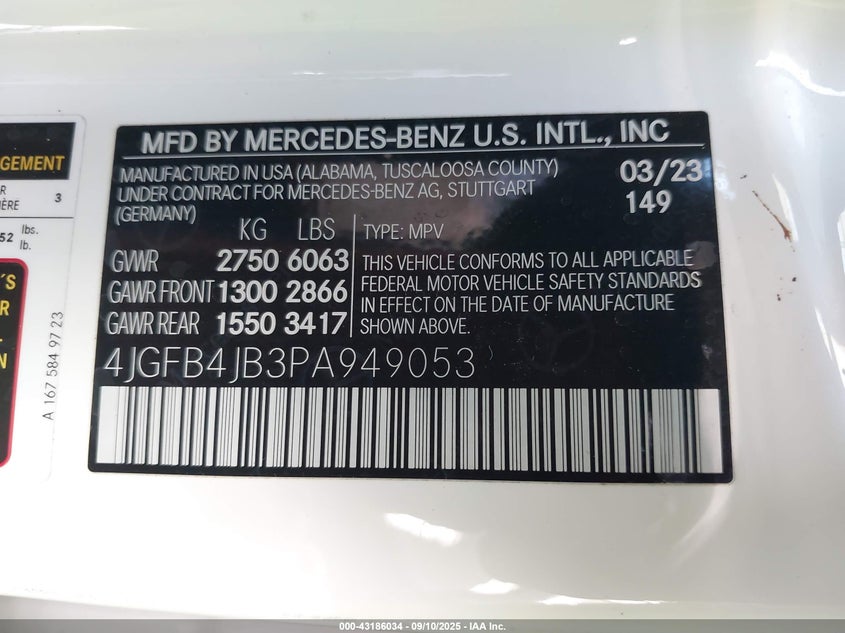 MFD BY MERCEDES-BENZ U.S. INTL., INC
MANUFACTURED IN USA (ALABAMA, TUSCALOOSA COUNTY)
UNDER CONTRACT FOR MERCEDES-BENZ AG, STUTTGART
(GERMANY)
03/23
149
KG LBS
GVWR 2750 6063
GAWR FRONT 1300 2866
GAWR REAR 1550 3417
TYPE: MPV
THIS VEHICLE CONFORMS TO ALL APPLICABLE
FEDERAL MOTOR VEHICLE SAFETY STANDARDS
IN EFFECT ON THE DATE OF MANUFACTURE
SHOWN ABOVE.
4JGFB4JB3PA949053
GEMENT
R
IÈRE 3
52 lbs.
lb.
'S
R
A 167 584 97 23
000-43186034 - 09/10/2025 - IAA Inc.